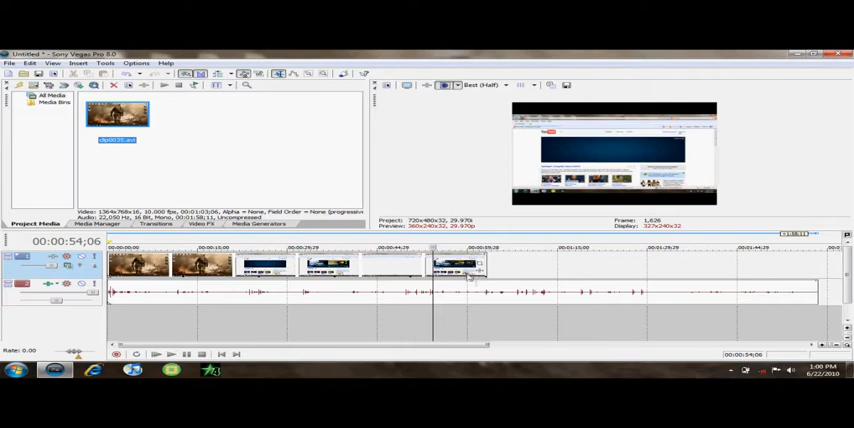 Untitled * - Sony Vegas Pro 8.0
File Edit View Insert Tools Options Help
All Media
Media Bins
clip0035.avi
Best (Half)
Video: 1364x768x16, 10.000 fps, 00:01:03;06, Alpha = None, Field Order = None (progressive
Audio: 22,050 Hz, 16 Bit, Mono, 00:01:58;11, Uncompressed
Project: 720x480x32, 29.970i
Preview: 360x240x32, 29.970p
Frame: 1,626
Display: 327x240x32
Project Media Media Manager Transitions Video FX Media Generators
00:00:54;06
00:00:00;00 00:00:15;00 00:00:29;29 00:00:44;29 00:00:59;28 00:01:15;00 00:01:29;29 00:01:44;29 00:0
Rate: 0.00
00:00:54;06
1:00 PM
6/22/2010